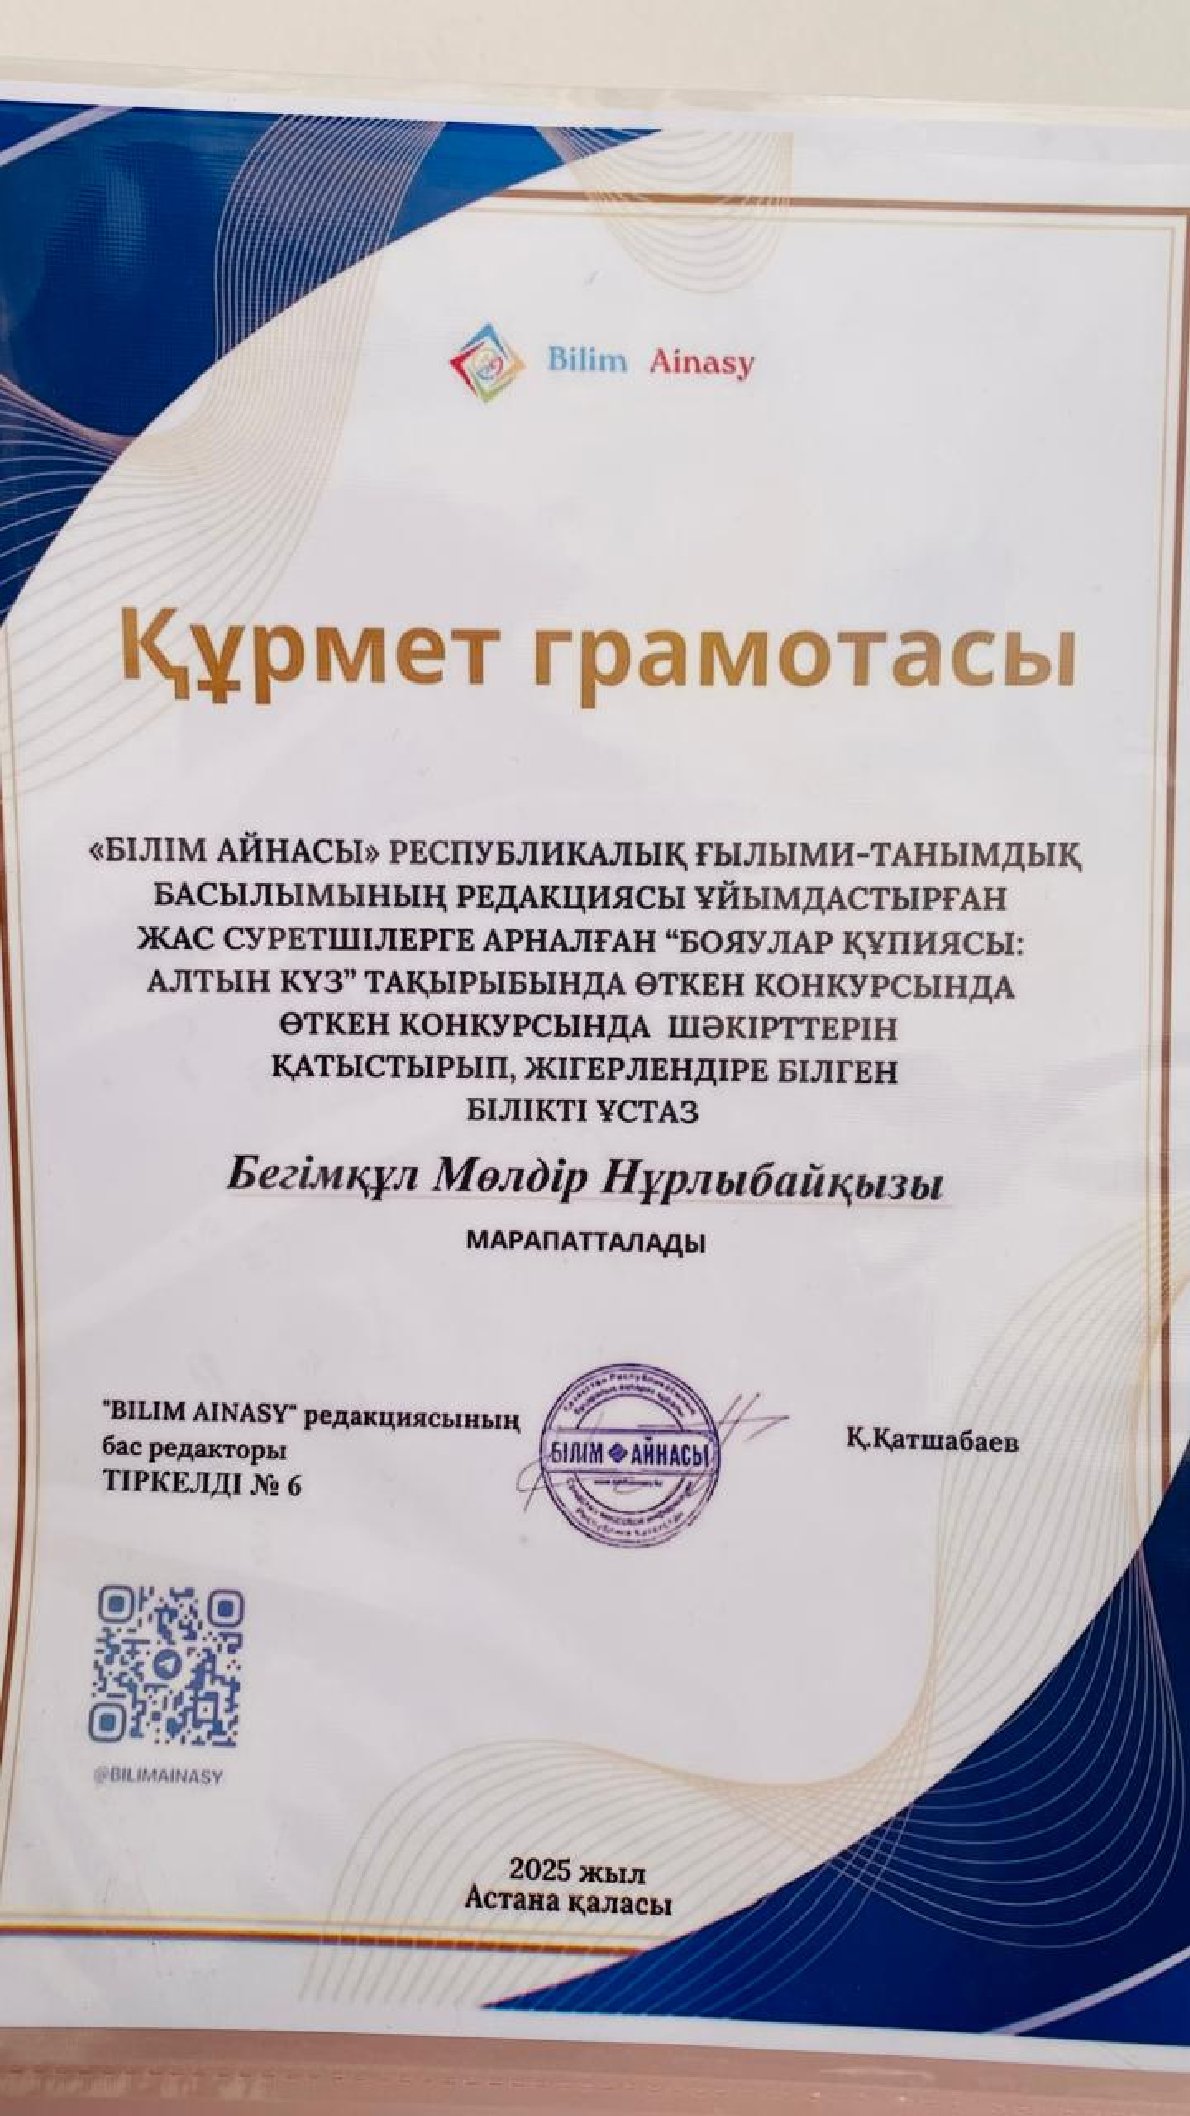 Bilim Ainasy
Құрмет грамотасы
«БІЛІМ АЙНАСЫ» РЕСПУБЛИКАЛЫҚ ҒЫЛЫМИ-ТАНЫМДЫҚ
БАСЫЛЫМЫНЫҢ РЕДАКЦИЯСЫ ҰЙЫМДАСТЫРҒАН
ЖАС СУРЕТШІЛЕРГЕ АРНАЛҒАН “БОЯУЛАР ҚҰПИЯСЫ:
АЛТЫН КҮЗ” ТАҚЫРЫБЫНДА ӨТКЕН КОНКУРСЫНДА
ӨТКЕН КОНКУРСЫНДА ШӘКІРТТЕРІН
ҚАТЫСТЫРЫП, ЖІГЕРЛЕНДІРЕ БІЛГЕН
БІЛІКТІ ҰСТАЗ
Бегімқұл Мөлдір Нұрлыбайқызы
МАРАПАТТАЛАДЫ
"BILIM AINASY" редакциясының
бас редакторы
ТІРКЕЛДІ № 6
БІЛІМ АЙНАСЫ
Қ.Қатшабаев
@BILIMAINASY
2025 жыл
Астана қаласы